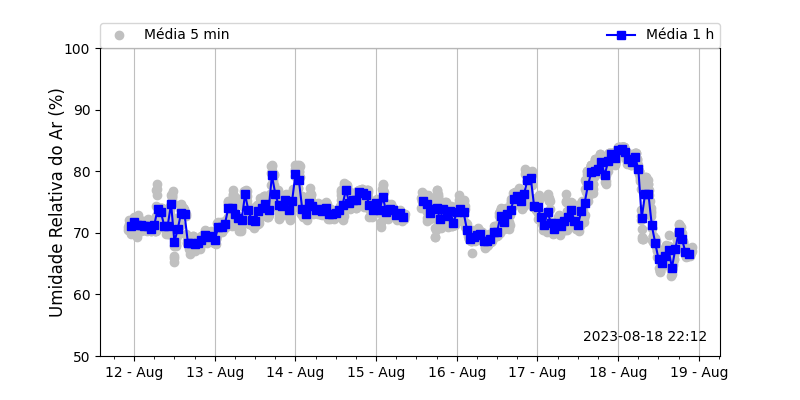 Média 5 min
Média 1 h
Umidade Relativa do Ar (%)
100
90
80
70
60
50
2023-08-18 22:12
12 - Aug
13 - Aug
14 - Aug
15 - Aug
16 - Aug
17 - Aug
18 - Aug
19 - Aug